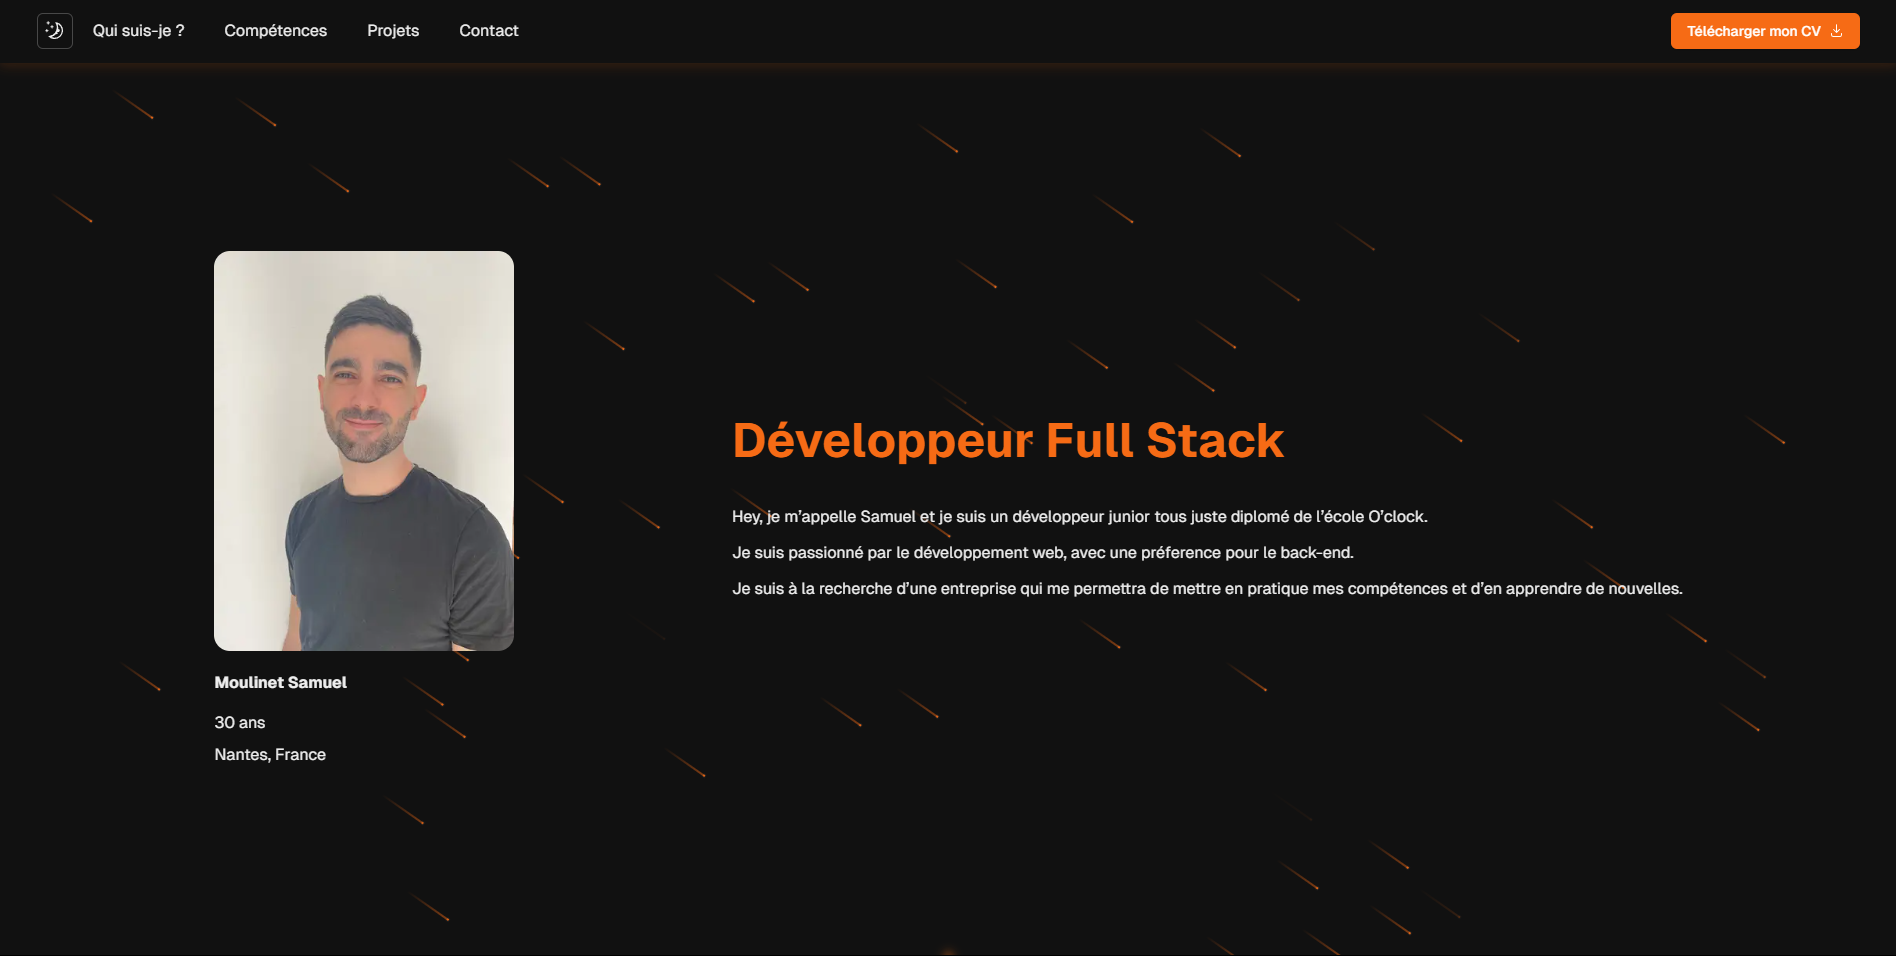 Qui suis-je ?
Compétences
Projets
Contact
Télécharger mon CV
Développeur Full Stack
Hey, je m’appelle Samuel et je suis un développeur junior tous juste diplomé de l’école O’clock.
Je suis passionné par le développement web, avec une préference pour le back-end.
Je suis à la recherche d’une entreprise qui me permettra de mettre en pratique mes compétences et d’en apprendre de nouvelles.
Moulinet Samuel
30 ans
Nantes, France